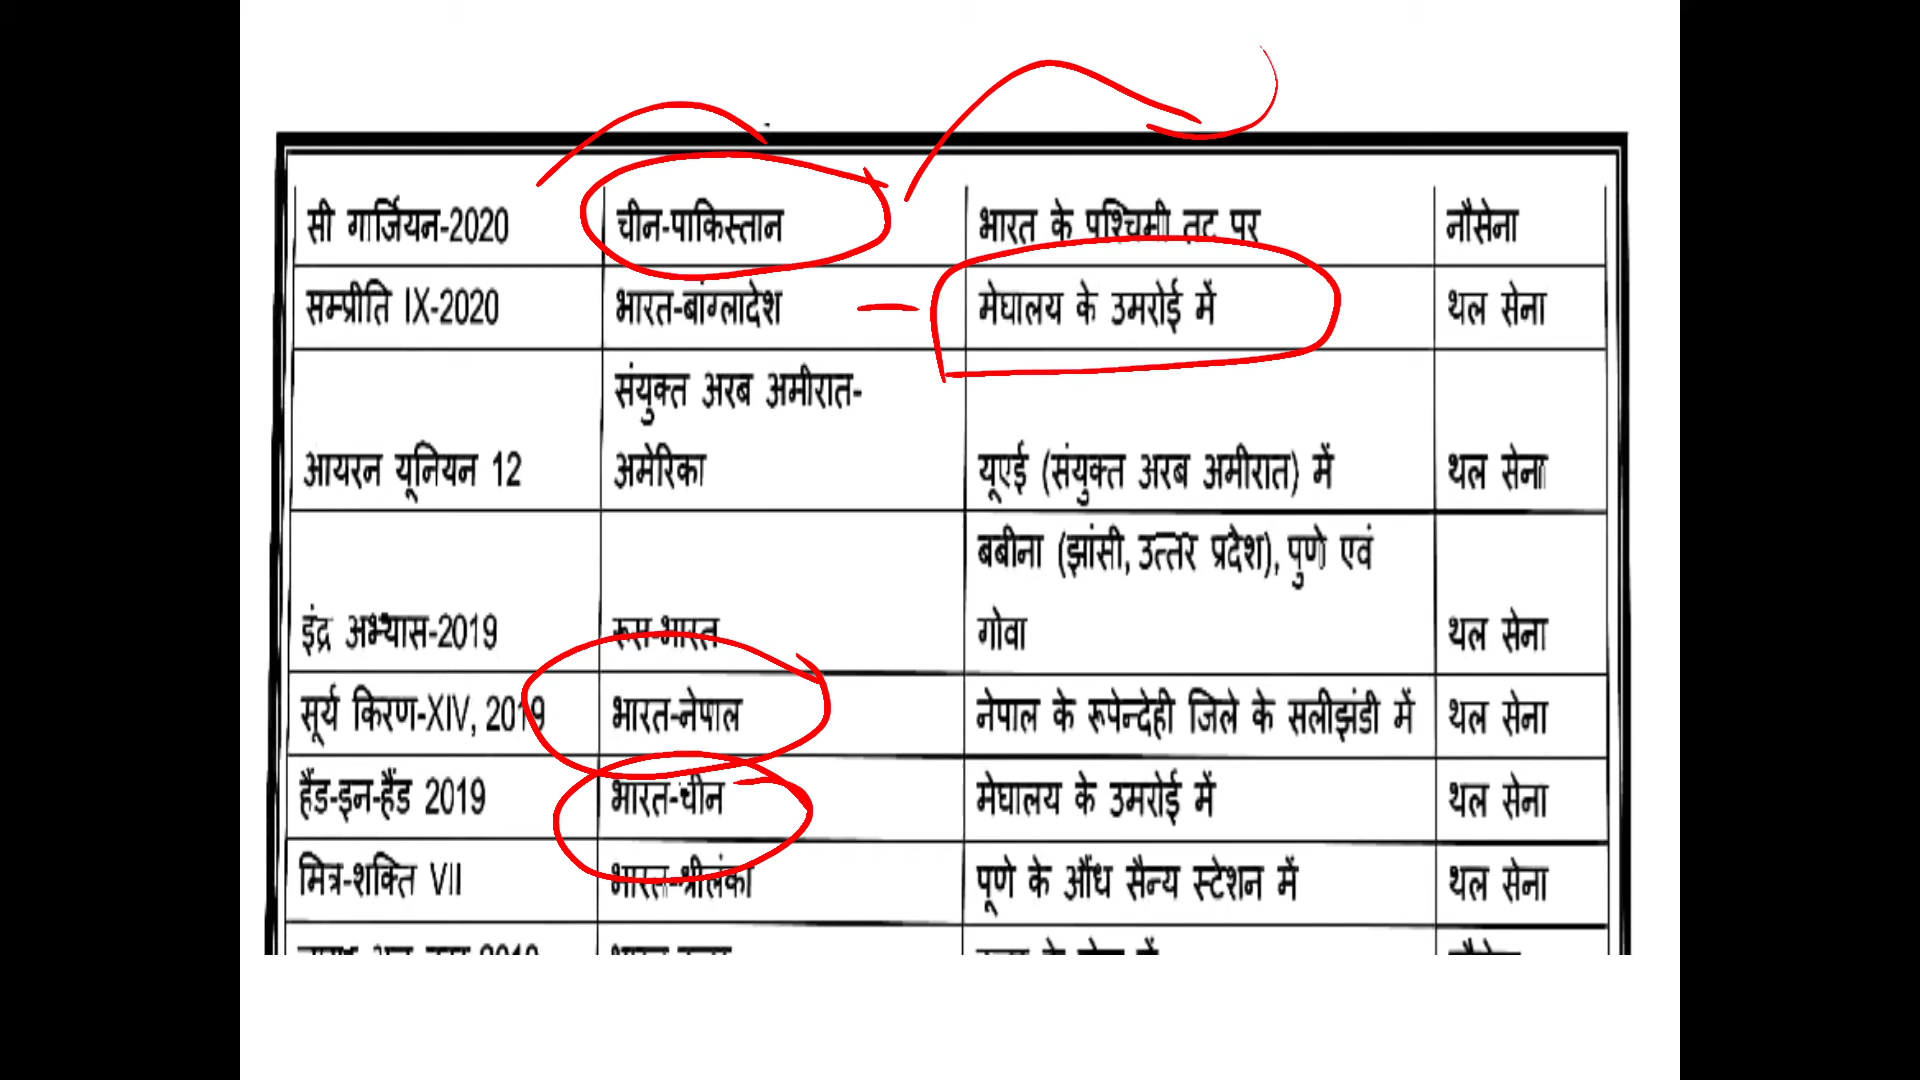 सी गार्जियन-2020 चीन-पाकिस्तान भारत के पश्चिमी तट पर नौसेना
सम्प्रीति IX-2020 भारत-बांग्लादेश मेघालय के उमरोई में थल सेना
संयुक्त अरब अमीरात-
आयरन यूनियन 12 अमेरिका यूएई (संयुक्त अरब अमीरात) में थल सेना
बबीना (झांसी, उत्तर प्रदेश), पुणे एवं
इंद्र अभ्यास-2019 रूस-भारत गोवा थल सेना
सूर्य किरण-XIV, 2019 भारत-नेपाल नेपाल के रूपेन्देही जिले के सलीझंडी में थल सेना
हैंड-इन-हैंड 2019 भारत-चीन मेघालय के उमरोई में थल सेना
मित्र-शक्ति VII भारत-श्रीलंका पूणे के औंध सैन्य स्टेशन में थल सेना